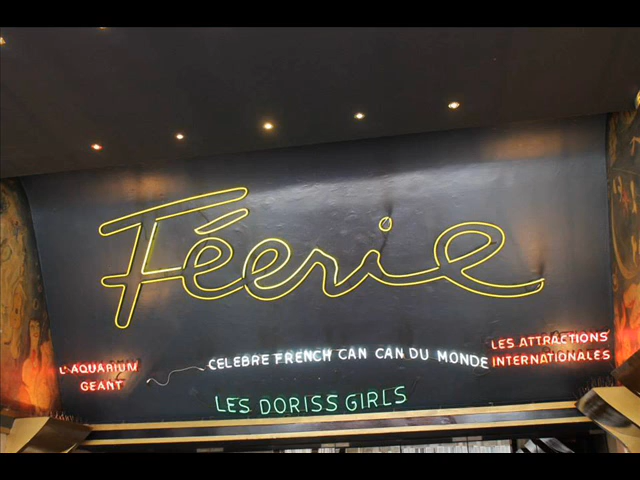 Féerie
L'AQUARIUM
GEANT
CELEBRE FRENCH CAN CAN DU MONDE
LES ATTRACTIONS
INTERNATIONALES
LES DORISS GIRLS